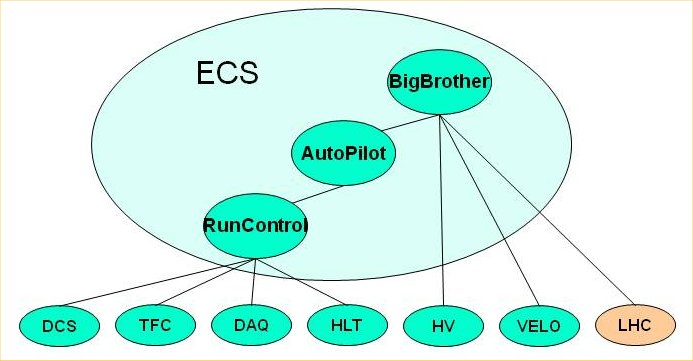 ECS
BigBrother
AutoPilot
RunControl
DCS
TFC
DAQ
HLT
HV
VELO
LHC